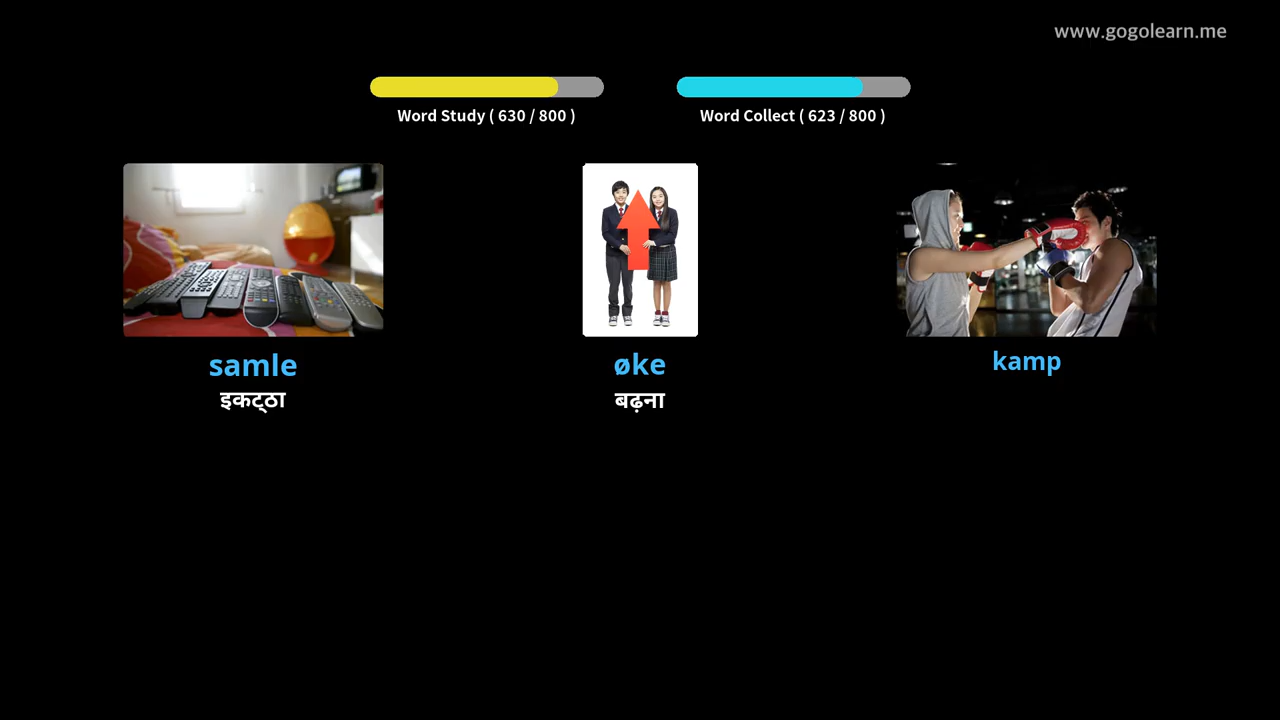 www.gogolearn.me
Word Study ( 630 / 800 )
Word Collect ( 623 / 800 )
samle
øke
kamp
इकट्ठा
बढ़ना